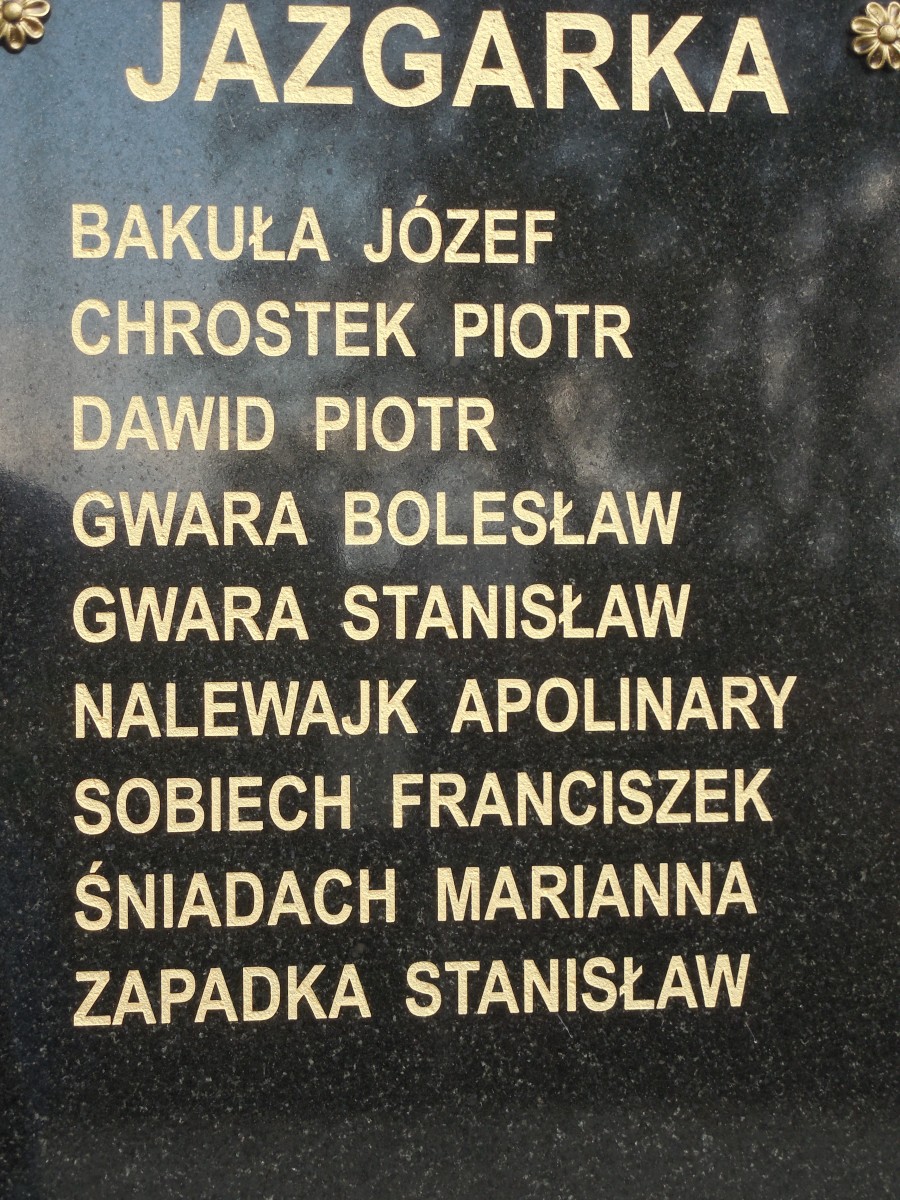 JAZGARKA
BAKUŁA JÓZEF
CHROSTEK PIOTR
DAWID PIOTR
GWARA BOLESŁAW
GWARA STANISŁAW
NALEWAJK APOLINARY
SOBIECH FRANCISZEK
ŚNIADACH MARIANNA
ZAPADKA STANISŁAW